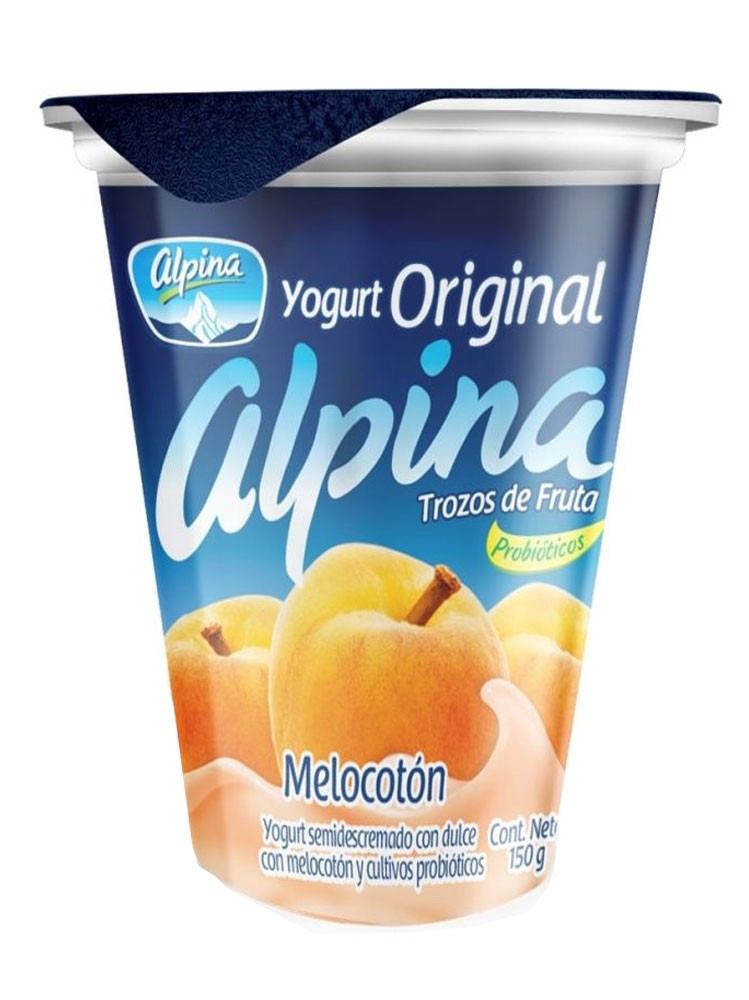 alpina
Yogurt Original
alpina
Trozos de Fruta
Probióticos
Melocotón
Yogurt semidescremado con dulce
con melocotón y cultivos probióticos
Cont. Net
150 g